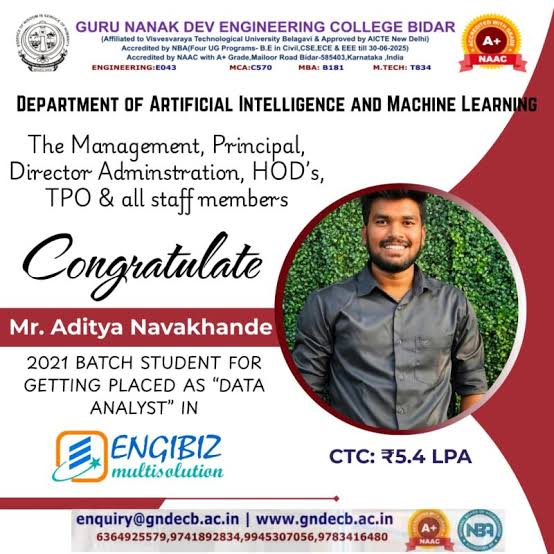 GURU NANAK DEV ENGINEERING COLLEGE BIDAR
(Affiliated to Visvesvaraya Technological University Belagavi & Approved by AICTE New Delhi)
Accredited by NBA(Four UG Programs- B.E in Civil,CSE,ECE & EEE till 30-06-2025)
Accredited by NAAC with A+ Grade,Mailoor Road Bidar-585403,Karnataka ,India
ENGINEERING:E043 MCA:C570 MBA: B181 M.TECH: T834
A+
NAAC
DEPARTMENT OF ARTIFICIAL INTELLIGENCE AND MACHINE LEARNING
The Management, Principal,
Director Adminstration, HOD's,
TPO & all staff members
Congratulate
Mr. Aditya Navakhande
2021 BATCH STUDENT FOR
GETTING PLACED AS "DATA
ANALYST" IN
ENGIBIZ
multisolution
CTC: ₹5.4 LPA
enquiry@gndecb.ac.in | www.gndecb.ac.in
6364925579,9741892834,9945307056,9783416480
A+
NAAC
NBA